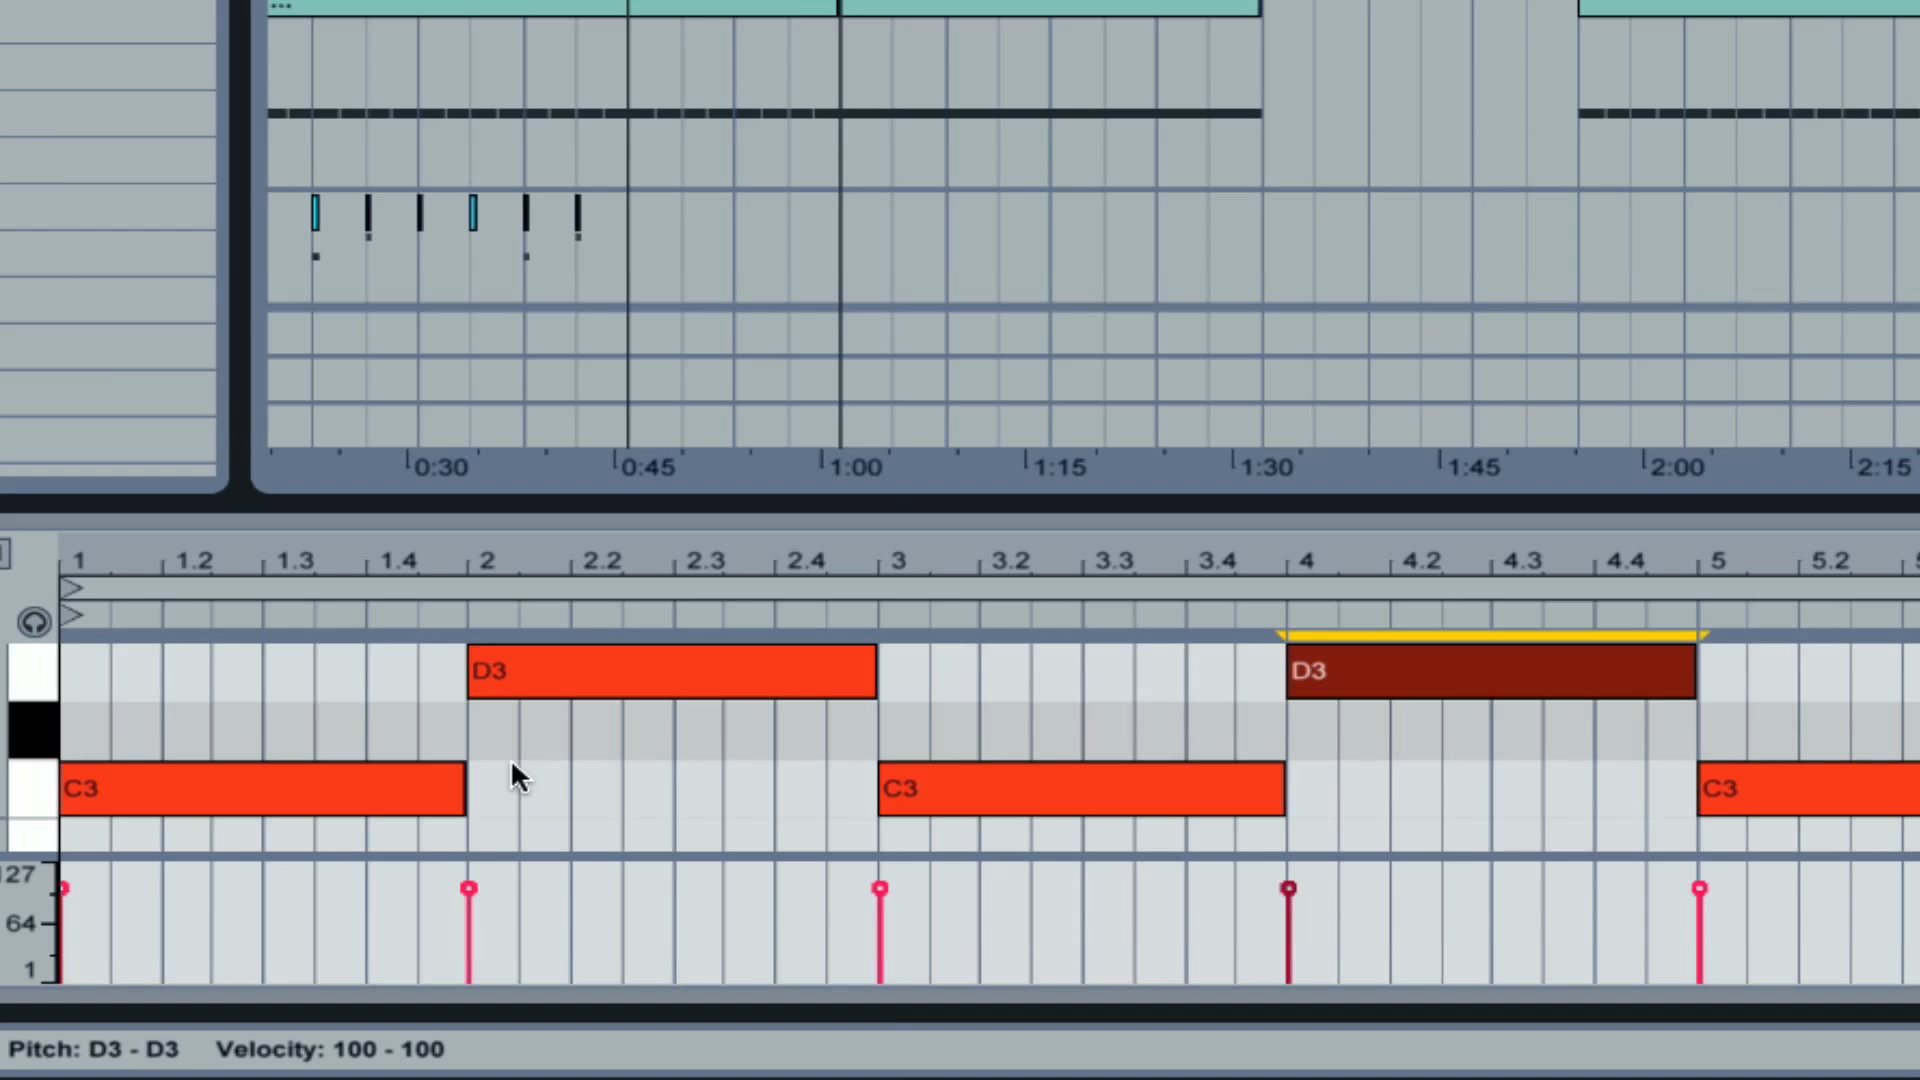 ...
0:30 0:45 1:00 1:15 1:30 1:45 2:00 2:15
1 1.2 1.3 1.4 2 2.2 2.3 2.4 3 3.2 3.3 3.4 4 4.2 4.3 4.4 5 5.2
D3 D3
C3 C3 C3
127
64
1
Pitch: D3 - D3 Velocity: 100 - 100